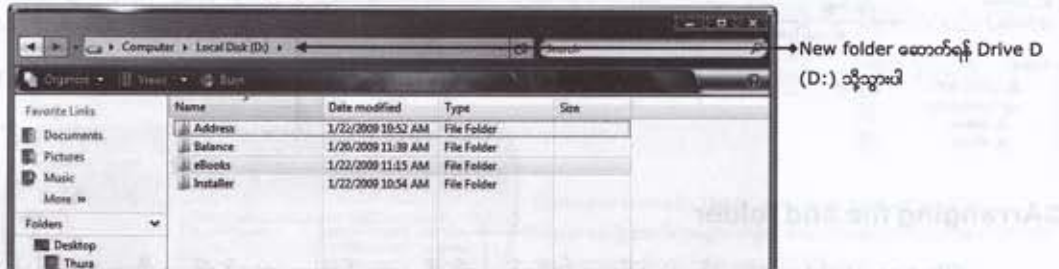 Computer ▸ Local Disk (D:) ▸
Search
→New folder ဆောက်ရန် Drive D
(D:) သို့သွားပါ
Organize Views Burn
Favorite Links
Documents
Pictures
Music
More »
Folders
Desktop
Thura
Name Date modified Type Size
Address 1/22/2009 10:52 AM File Folder
Balance 1/20/2009 11:39 AM File Folder
eBooks 1/22/2009 11:15 AM File Folder
Installer 1/22/2009 10:54 AM File Folder
Arranging file and folder